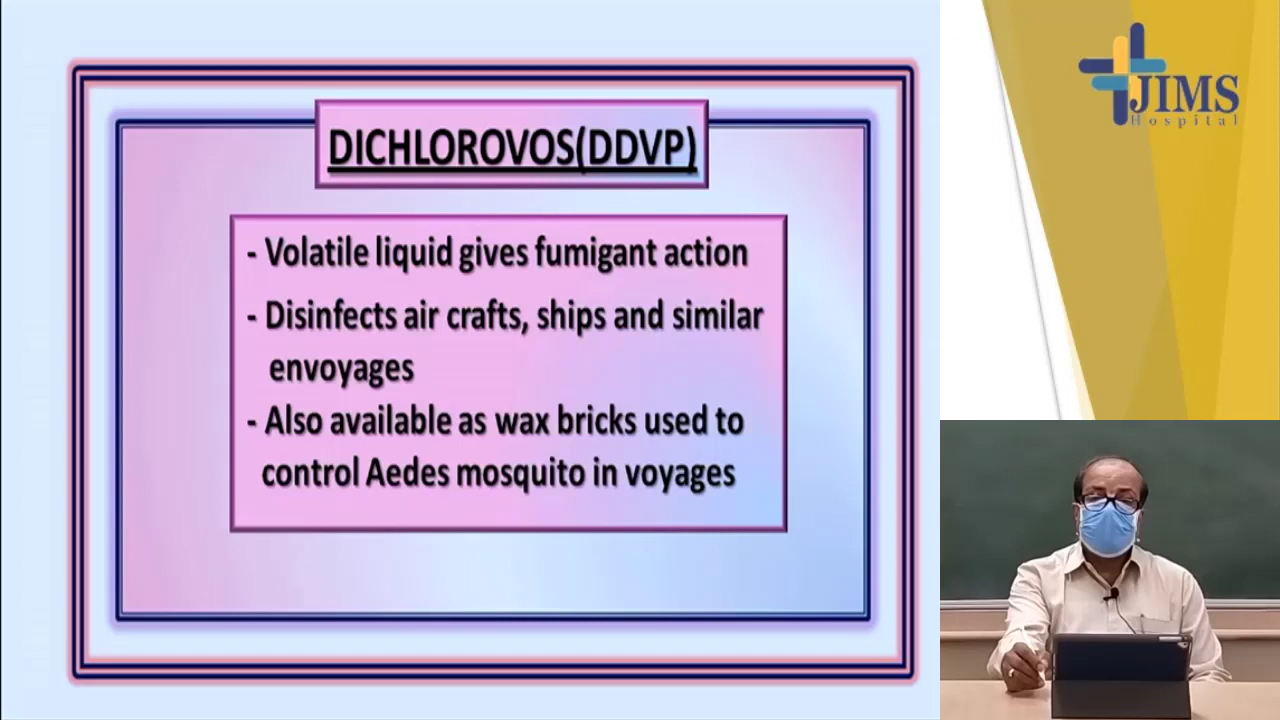 DICHLOROVOS(DDVP)
- Volatile liquid gives fumigant action
- Disinfects air crafts, ships and similar
envoyages
- Also available as wax bricks used to
control Aedes mosquito in voyages
JIMS
Hospital